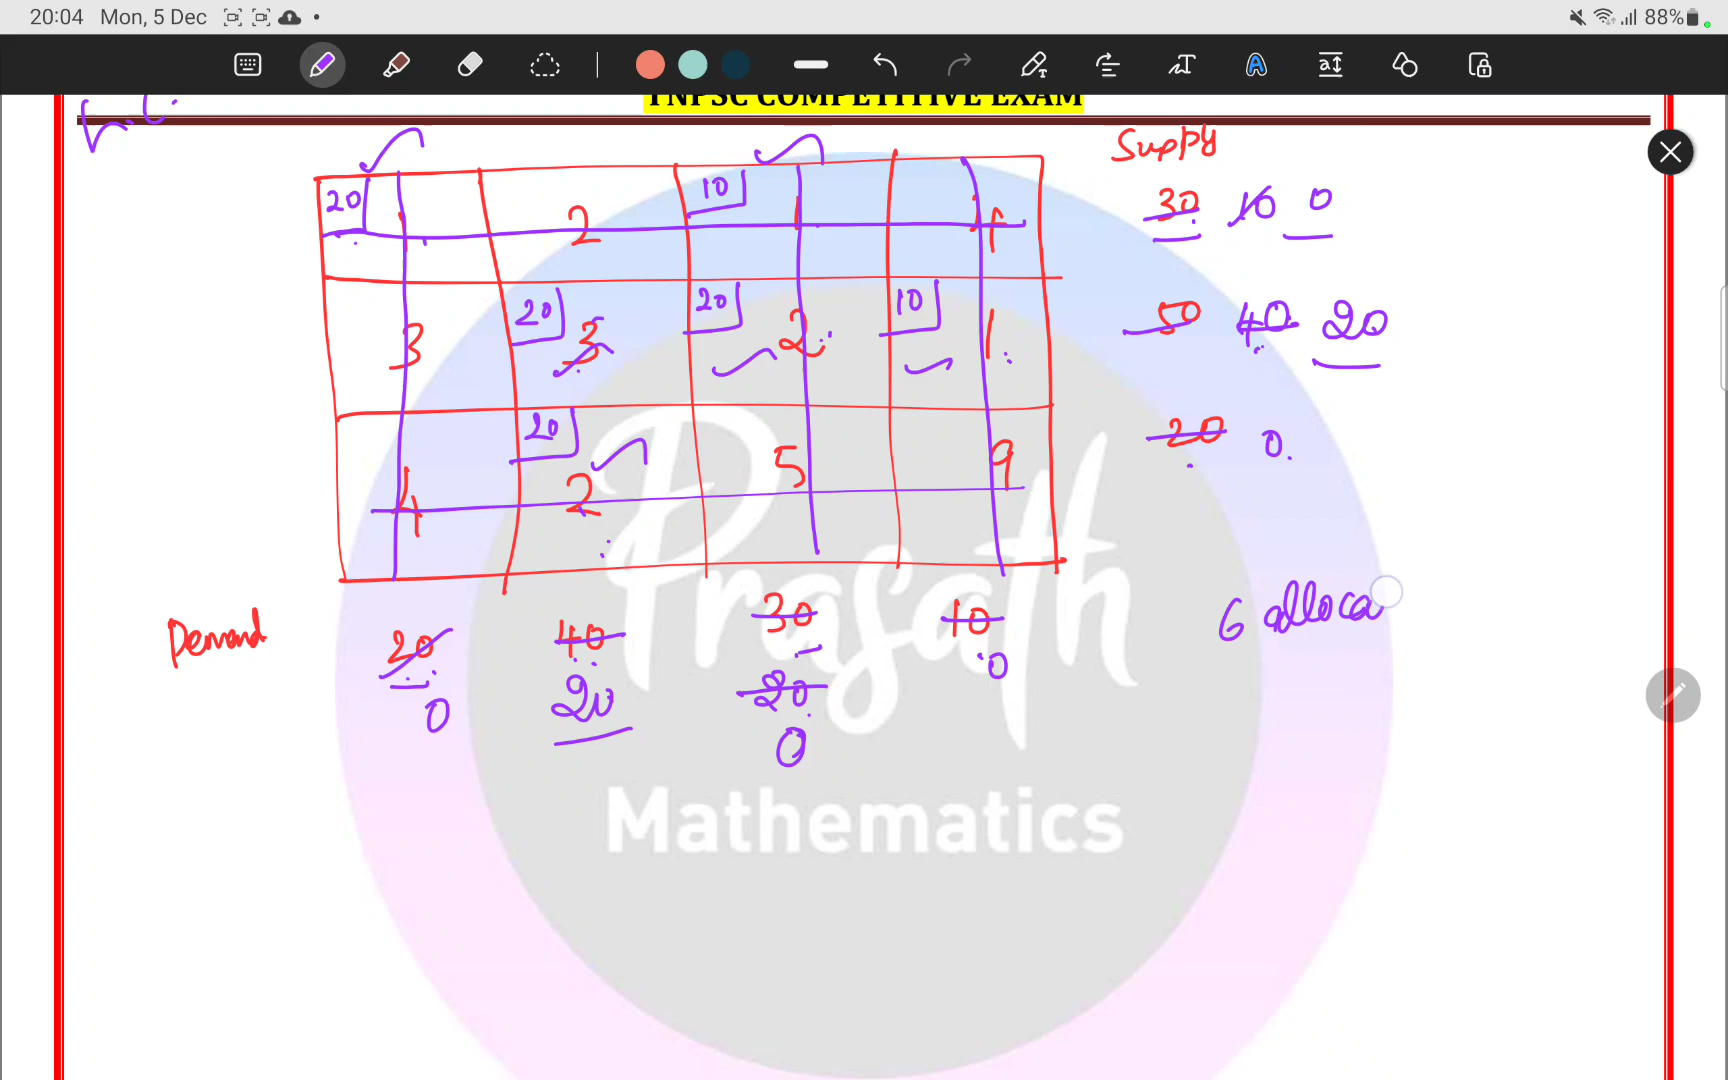 20:04 Mon, 5 Dec 88%
TNPSC COMPETITIVE EXAM
Supply
20 1 2 10 1 4 30 10 0
3 20 3 20 2 10 1 50 40 20
4 20 2 5 9 20 0
Demand 20 40 30 10 6 alloca
0 20 20 0
0
Prasath
Mathematics